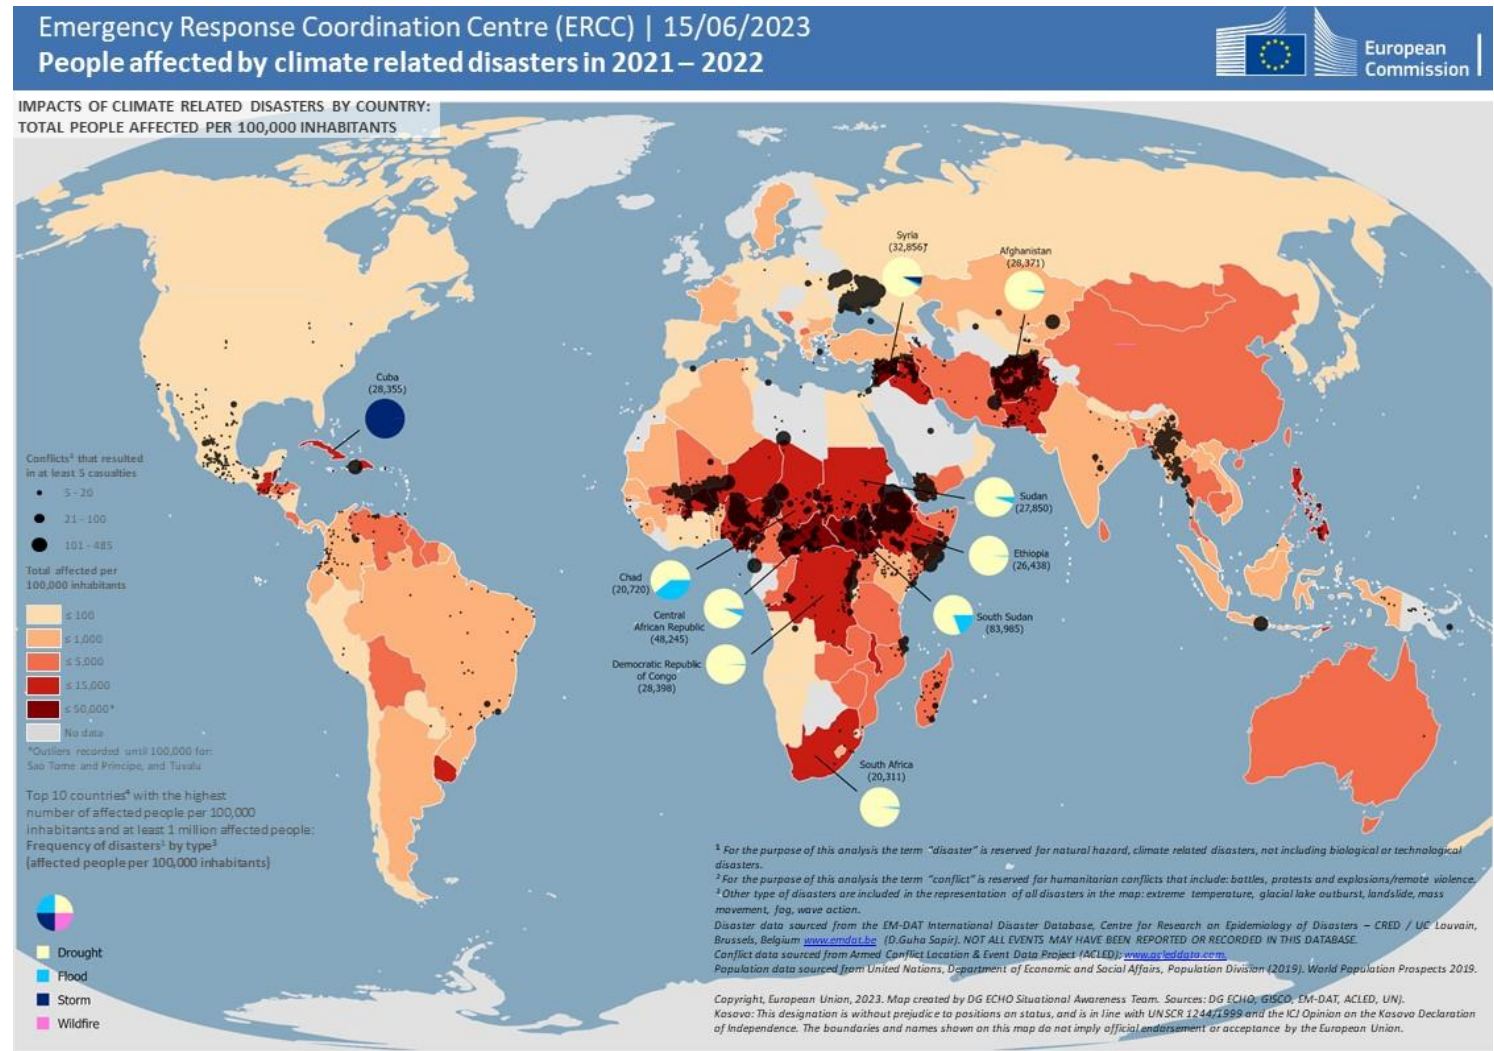 Emergency Response Coordination Centre (ERCC) | 15/06/2023
People affected by climate related disasters in 2021 – 2022
European
Commission
IMPACTS OF CLIMATE RELATED DISASTERS BY COUNTRY:
TOTAL PEOPLE AFFECTED PER 100,000 INHABITANTS
Syria
(32,856)*
Afghanistan
(28,371)
Cuba
(28,355)
Conflicts² that resulted
in at least 5 casualties
5 - 20
21 - 100
101 - 485
Total affected per
100,000 inhabitants
≤ 100
≤ 1,000
≤ 5,000
≤ 15,000
≤ 50,000*
No data
*Outliers recorded until 100,000 for:
Sao Tome and Principe, and Tuvalu
Sudan
(27,850)
Ethiopia
(26,438)
Chad
(20,720)
Central
African Republic
(48,245)
South Sudan
(83,985)
Democratic Republic
of Congo
(28,398)
South Africa
(20,311)
Top 10 countries⁴ with the highest
number of affected people per 100,000
inhabitants and at least 1 million affected people:
Frequency of disasters¹ by type³
(affected people per 100,000 inhabitants)
Drought
Flood
Storm
Wildfire
¹ For the purpose of this analysis the term “disaster” is reserved for natural hazard, climate related disasters, not including biological or technological
disasters.
² For the purpose of this analysis the term “conflict” is reserved for humanitarian conflicts that include: battles, protests and explosions/remote violence.
³ Other type of disasters are included in the representation of all disasters in the map: extreme temperature, glacial lake outburst, landslide, mass
movement, fog, wave action.
Disaster data sourced from the EM-DAT International Disaster Database, Centre for Research on Epidemiology of Disasters – CRED / UC Louvain,
Brussels, Belgium www.emdat.be (D.Guha Sapir). NOT ALL EVENTS MAY HAVE BEEN REPORTED OR RECORDED IN THIS DATABASE.
Conflict data sourced from Armed Conflict Location & Event Data Project (ACLED); www.acleddata.com.
Population data sourced from United Nations, Department of Economic and Social Affairs, Population Division (2019). World Population Prospects 2019.
Copyright, European Union, 2023. Map created by DG ECHO Situational Awareness Team. Sources: DG ECHO, GISCO, EM-DAT, ACLED, UNJ.
Kosovo: This designation is without prejudice to positions on status, and is in line with UNSCR 1244/1999 and the ICJ Opinion on the Kosovo Declaration
of Independence. The boundaries and names shown on this map do not imply official endorsement or acceptance by the European Union.